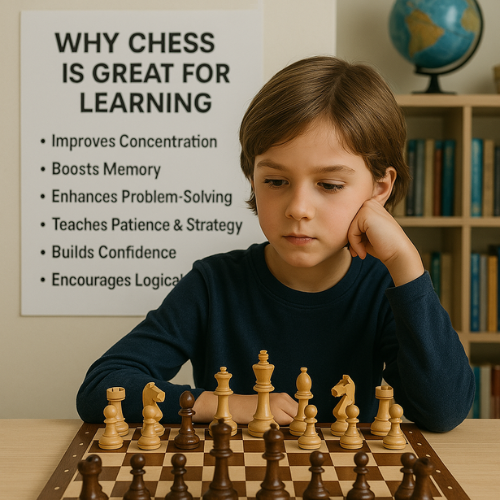 WHY CHESS
IS GREAT FOR
LEARNING
• Improves Concentration
• Boosts Memory
• Enhances Problem-Solving
• Teaches Patience & Strategy
• Builds Confidence
• Encourages Logical